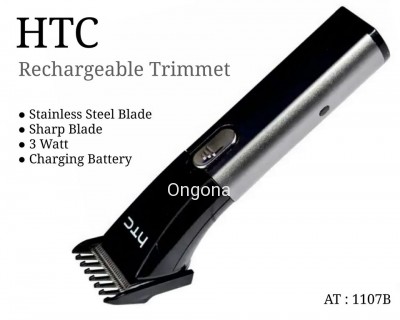 HTC
Rechargeable Trimmet
● Stainless Steel Blade
● Sharp Blade
● 3 Watt
● Charging Battery
Ongona
hTC
AT : 1107B